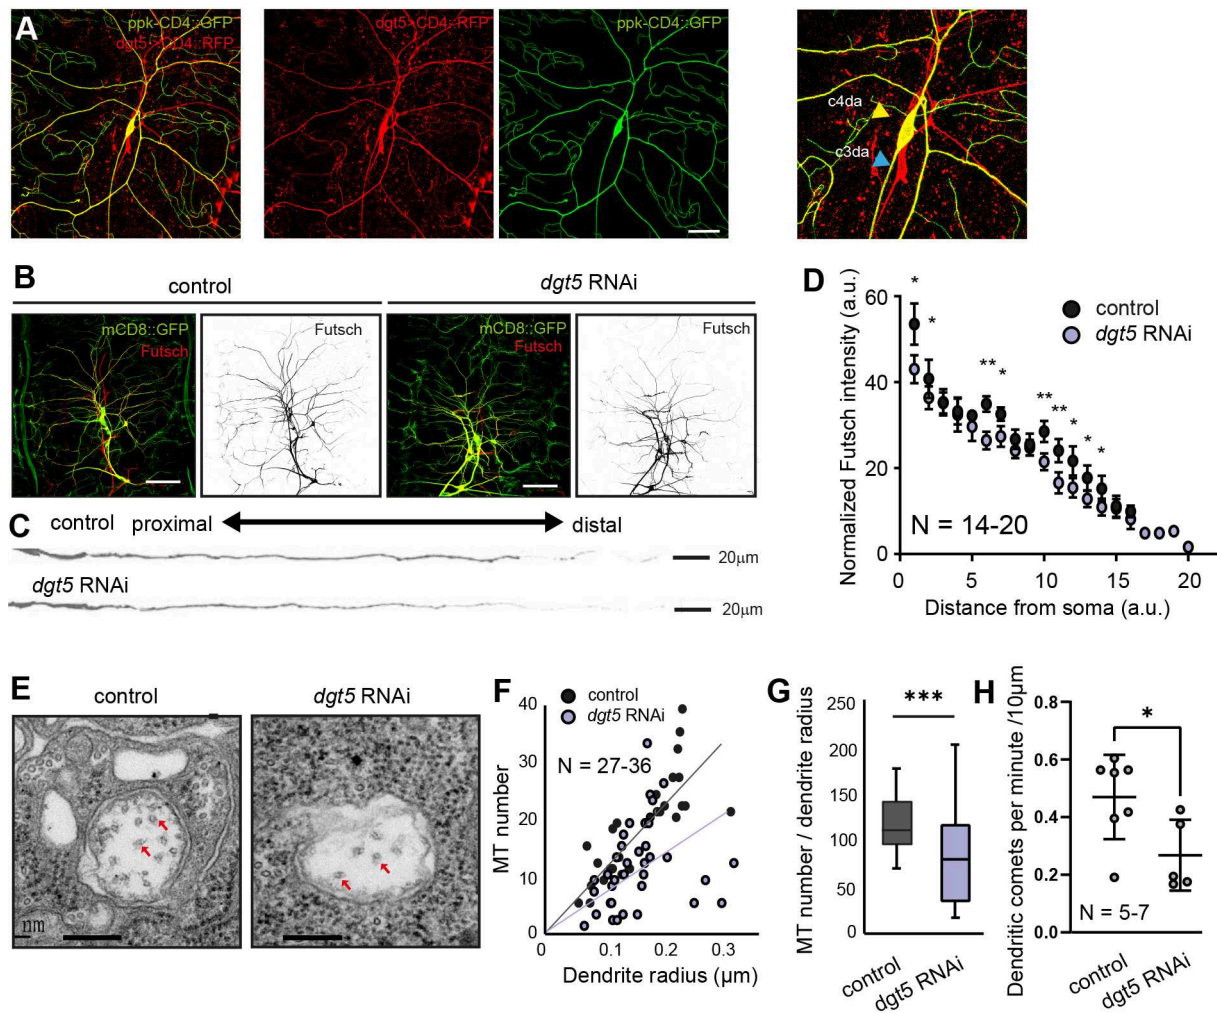 A
ppk-CD4::GFP
dgt5->CD4::RFP
dgt5>CD4::RFP
ppk-CD4::GFP
c4da
c3da
B
control
dgt5 RNAi
mCD8::GFP
Futsch
Futsch
mCD8::GFP
Futsch
Futsch
C
control
proximal
distal
20μm
dgt5 RNAi
20μm
D
Normalized Futsch intensity (a.u.)
60
40
20
0
control
dgt5 RNAi
*
*
**
*
**
**
*
*
*
N = 14-20
0
5
10
15
20
Distance from soma (a.u.)
E
control
dgt5 RNAi
nm
F
control
dgt5 RNAi
N = 27-36
MT number
40
30
20
10
0
0
0.1
0.2
0.3
Dendrite radius (μm)
G
MT number / dendrite radius
250
200
150
100
50
0
***
control
dgt5 RNAi
H
Dendritic comets per minute /10μm
0.8
0.6
0.4
0.2
0.0
*
N = 5-7
control
dgt5 RNAi